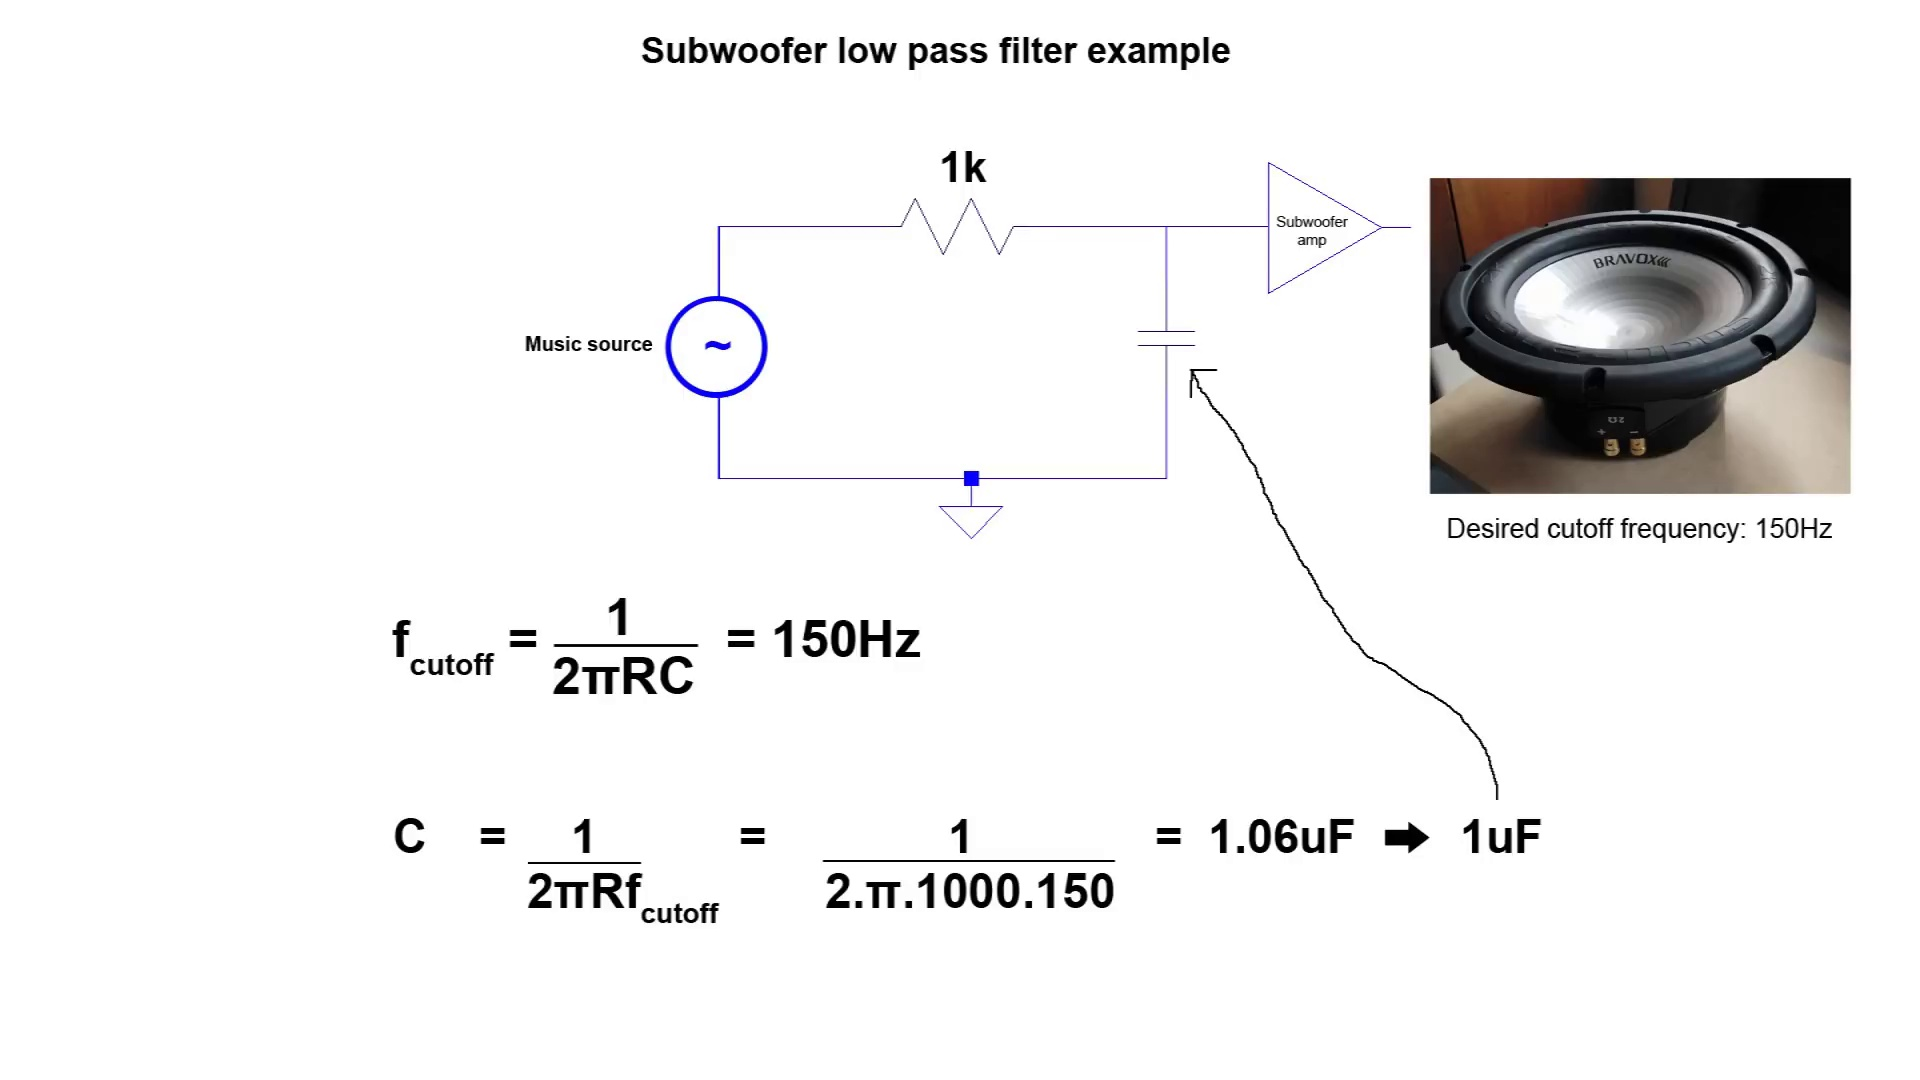 Subwoofer low pass filter example
1k
Subwoofer
amp
BRAVOX
Music source
~
2Ω
+ -
Desired cutoff frequency: 150Hz
f cutoff = 1 / 2πRC = 150Hz
C = 1 / 2πRf cutoff = 1 / 2.π.1000.150 = 1.06uF ➡ 1uF